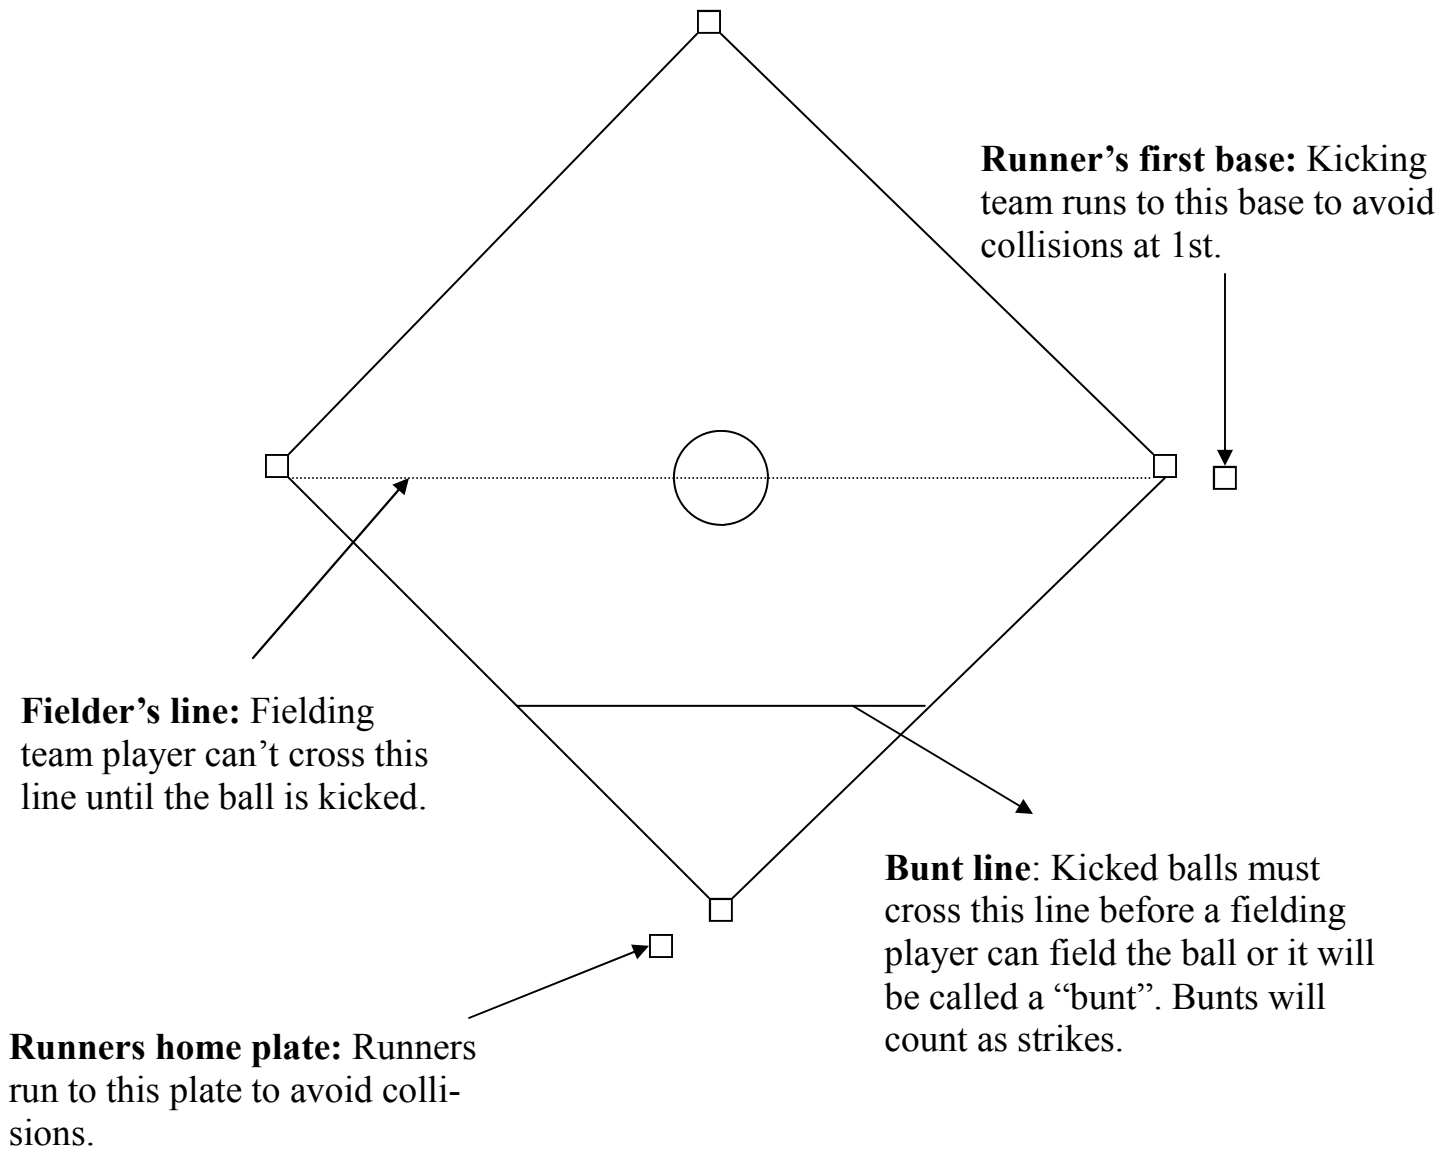 Runner’s first base: Kicking
team runs to this base to avoid
collisions at 1st.
Fielder’s line: Fielding
team player can’t cross this
line until the ball is kicked.
Bunt line: Kicked balls must
cross this line before a fielding
player can field the ball or it will
be called a “bunt”. Bunts will
count as strikes.
Runners home plate: Runners
run to this plate to avoid colli-
sions.